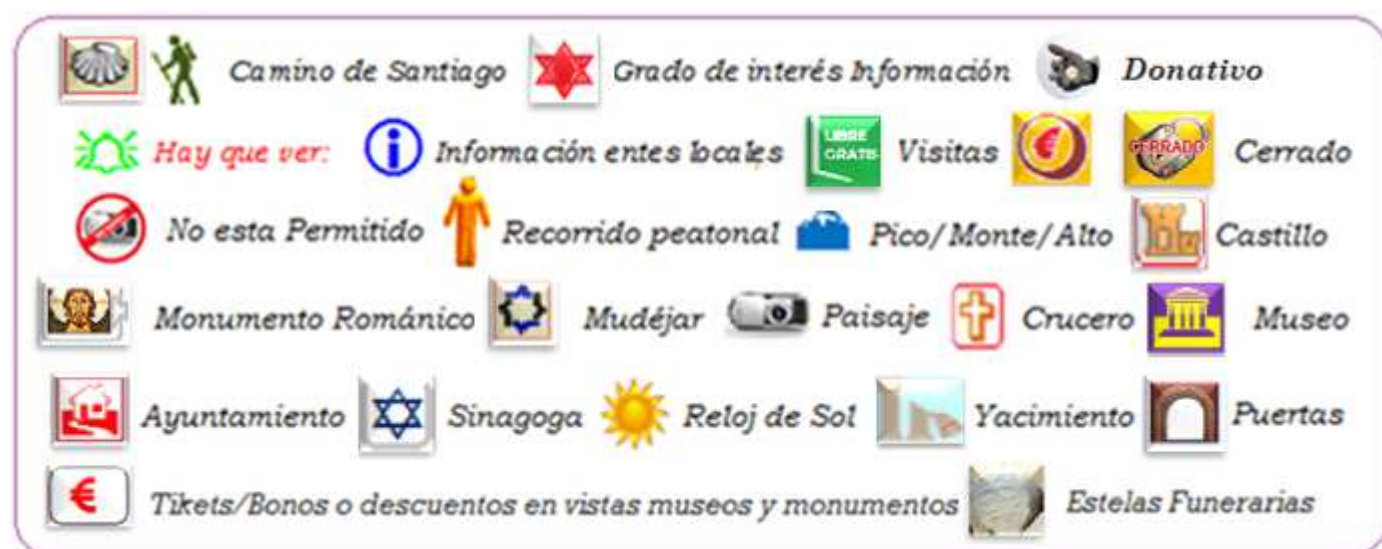 Camino de Santiago Grado de interés Información Donativo
Hay que ver: Información entes locales LIBRE GRATIS Visitas € CERRADO Cerrado
No esta Permitido Recorrido peatonal Pico/Monte/Alto Castillo
Monumento Románico Mudéjar Paisaje Crucero Museo
Ayuntamiento Sinagoga Reloj de Sol Yacimiento Puertas
€ Tikets/Bonos o descuentos en vistas museos y monumentos Estelas Funerarias